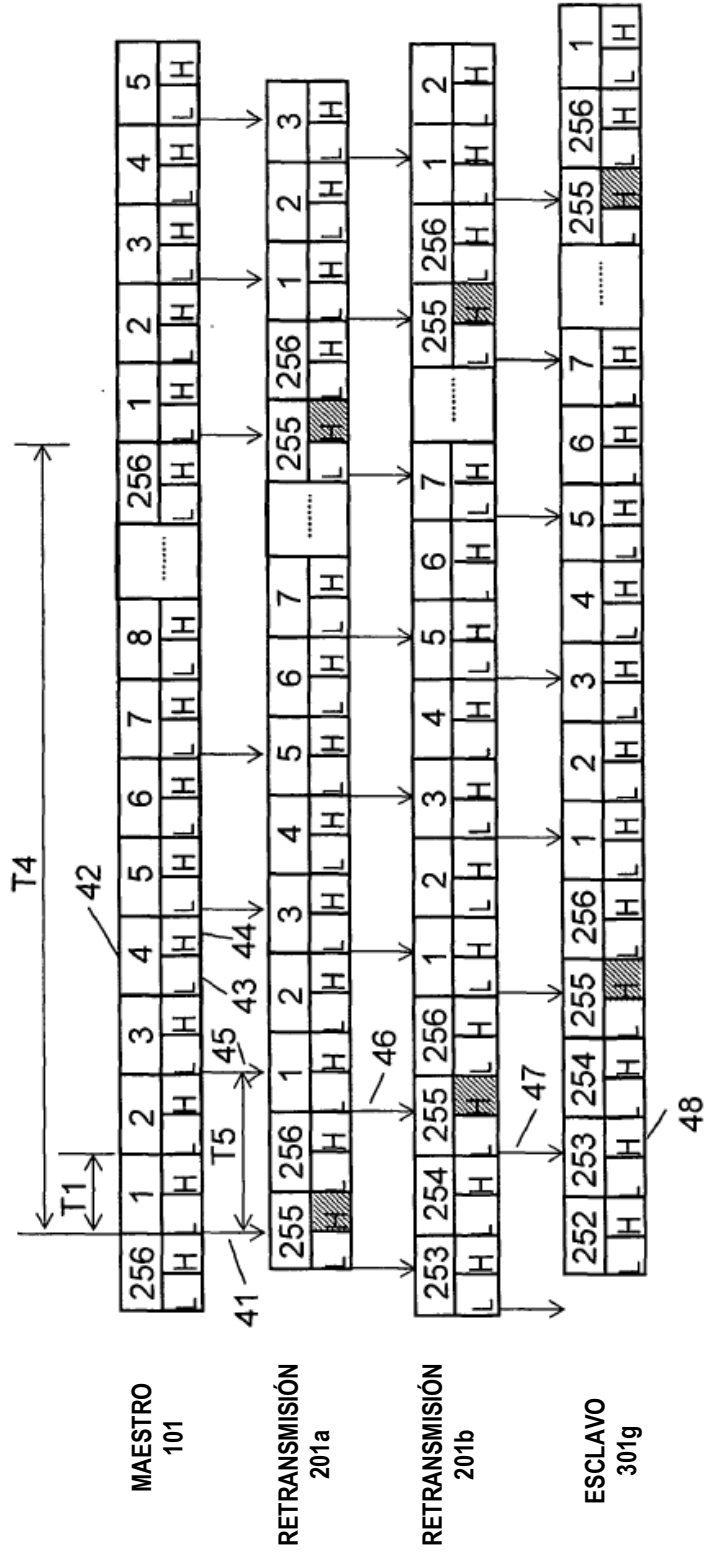 T4
T1
42
MAESTRO
101
256 1 2 3 4 5 6 7 8 ........ 256 1 2 3 4 5
L H L H L H L H L H L H L H L H L H L H L H L H L H L H L H
41
T5
45
43
44
RETRANSMISIÓN
201a
255 256 1 2 3 4 5 6 7 ........ 255 256 1 2 3
L H L H L H L H L H L H L H L H L H L H L H L H L H L H
46
RETRANSMISIÓN
201b
253 254 255 256 1 2 3 4 5 6 7 ........ 255 256 1 2
L H L H L H L H L H L H L H L H L H L H L H L H L H L H L H
47
ESCLAVO
301g
252 253 254 255 256 1 2 3 4 5 6 7 ........ 255 256 1
L H L H L H L H L H L H L H L H L H L H L H L H L H L H L H
48